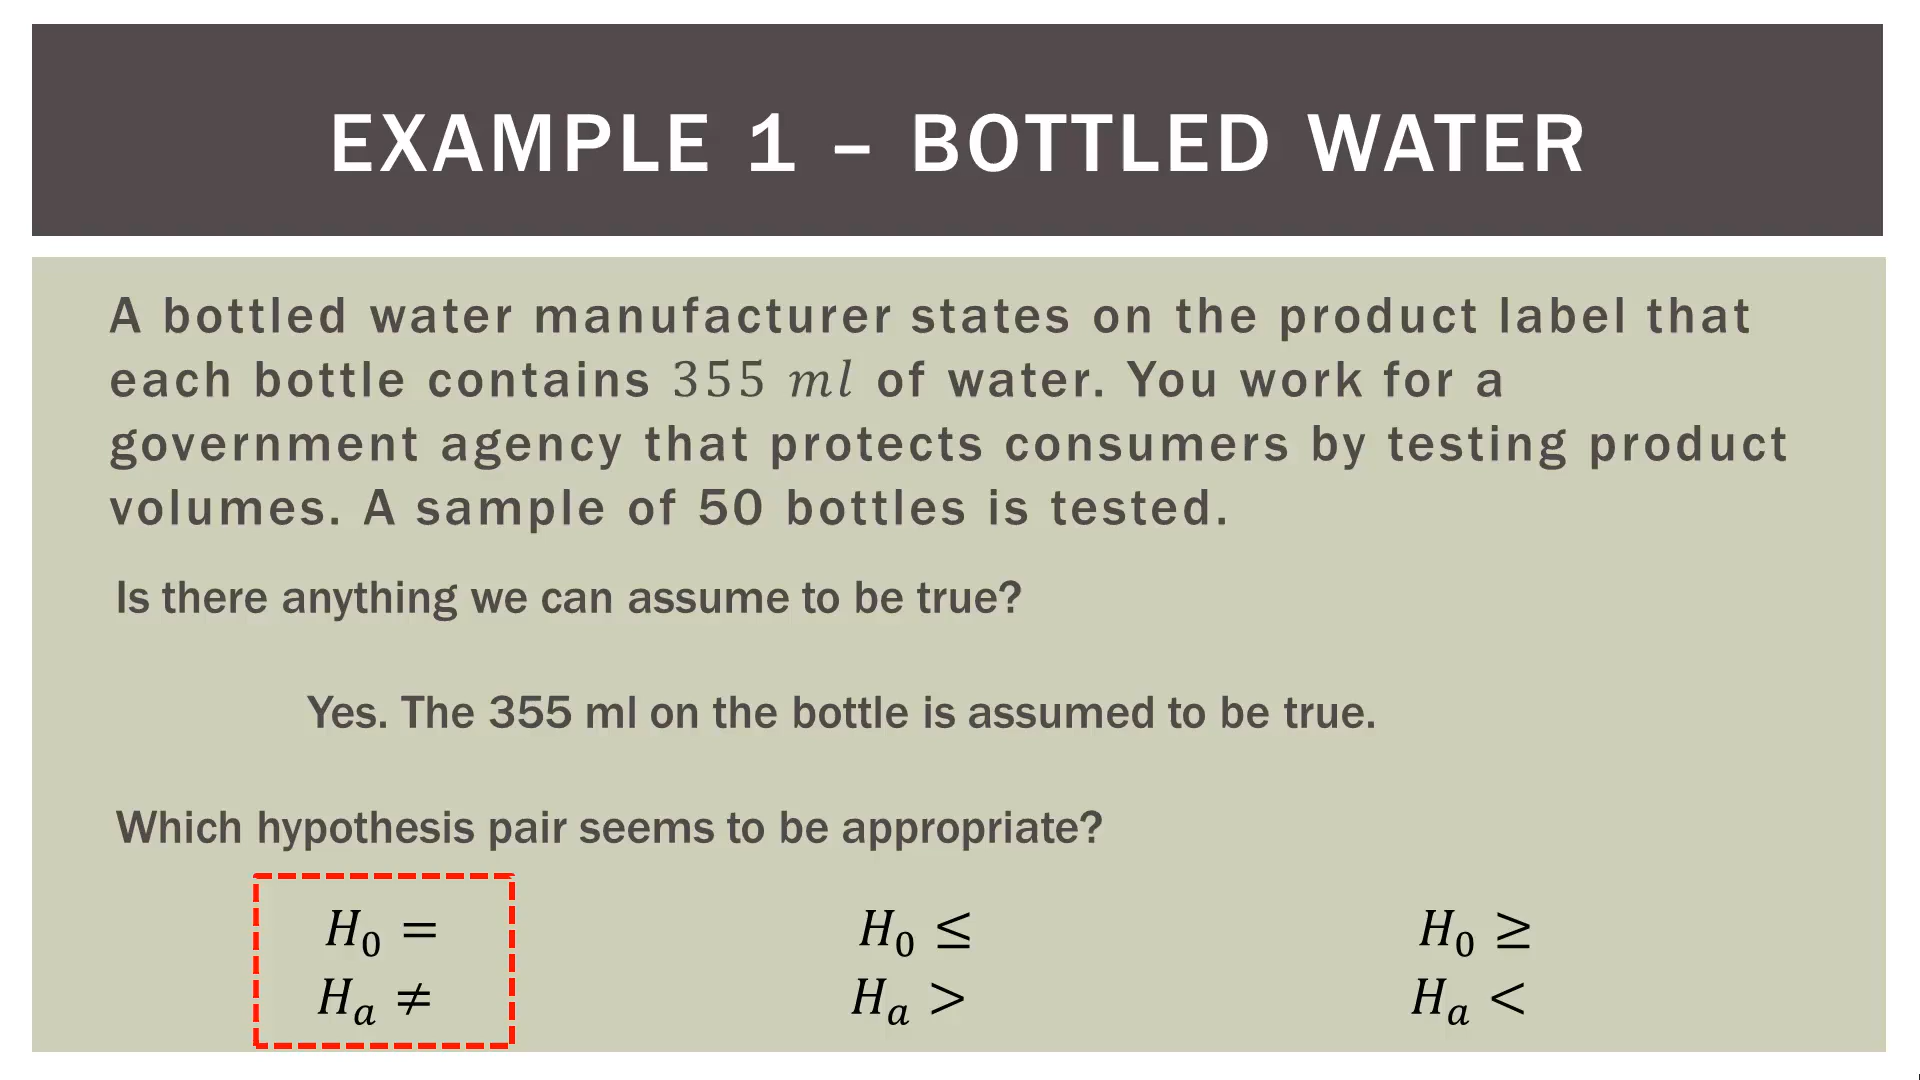 EXAMPLE 1 – BOTTLED WATER
A bottled water manufacturer states on the product label that
each bottle contains 355 ml of water. You work for a
government agency that protects consumers by testing product
volumes. A sample of 50 bottles is tested.
Is there anything we can assume to be true?
Yes. The 355 ml on the bottle is assumed to be true.
Which hypothesis pair seems to be appropriate?
H₀ = H₀ ≤ H₀ ≥
Hₐ ≠ Hₐ > Hₐ <